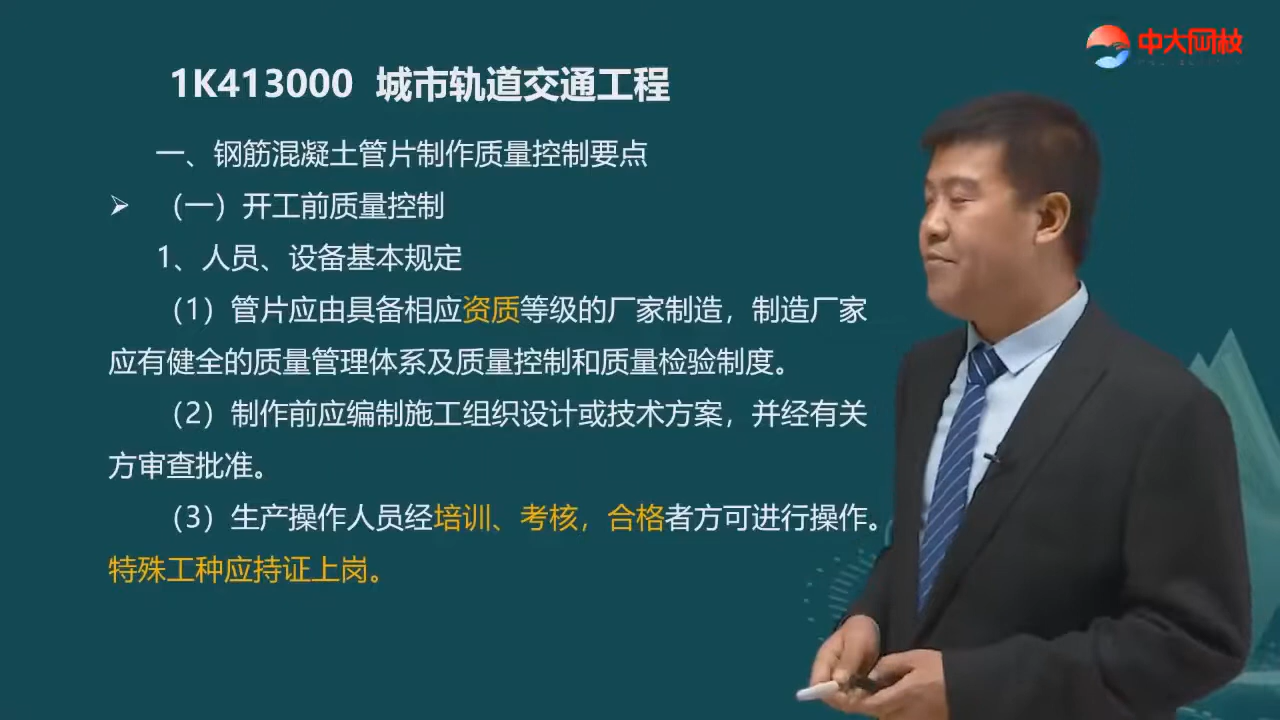 中大网校
1K413000 城市轨道交通工程
一、钢筋混凝土管片制作质量控制要点
（一）开工前质量控制
1、人员、设备基本规定
（1）管片应由具备相应资质等级的厂家制造，制造厂家
应有健全的质量管理体系及质量控制和质量检验制度。
（2）制作前应编制施工组织设计或技术方案，并经有关
方审查批准。
（3）生产操作人员经培训、考核，合格者方可进行操作。
特殊工种应持证上岗。